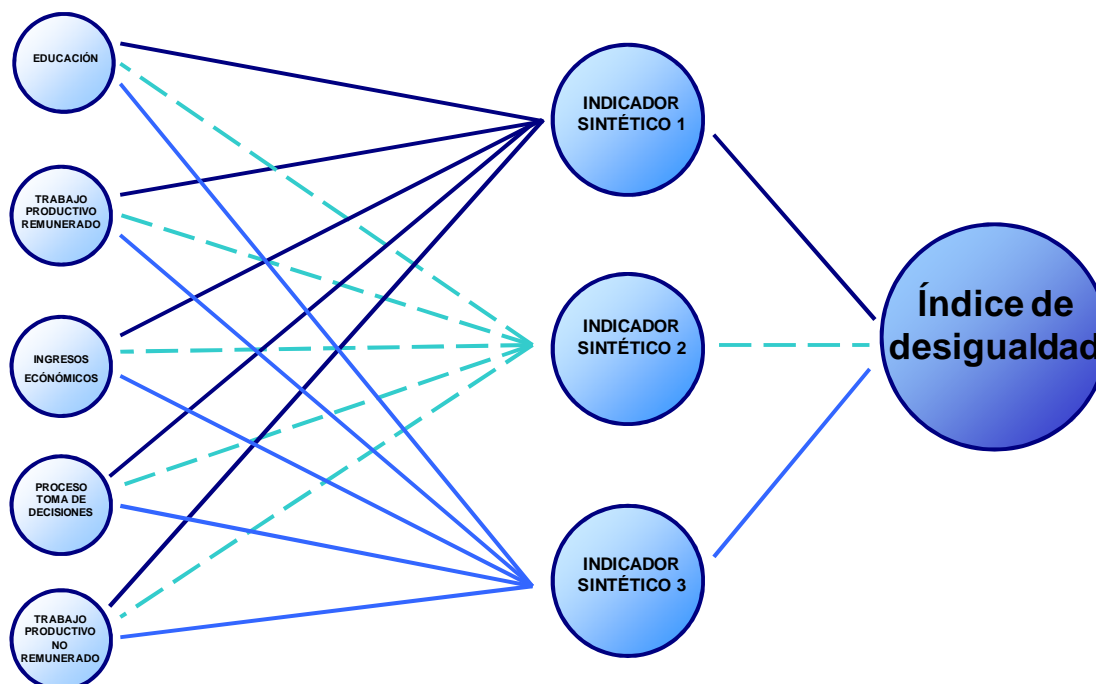 EDUCACIÓN
TRABAJO
PRODUCTIVO
REMUNERADO
INGRESOS
ECÓNÓMICOS
PROCESO
TOMA DE
DECISIONES
TRABAJO
PRODUCTIVO
NO
REMUNERADO
INDICADOR
SINTÉTICO 1
INDICADOR
SINTÉTICO 2
INDICADOR
SINTÉTICO 3
Índice de
desigualdad